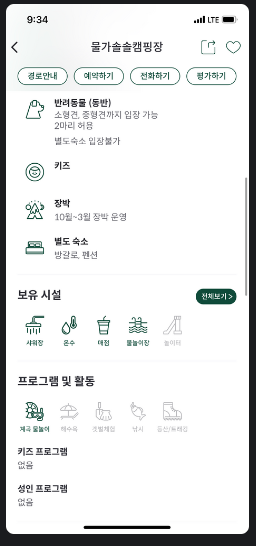 9:34
LTE
물가솔솔캠핑장
경로안내 예약하기 전화하기 평가하기
반려동물 (동반)
소형견, 중형견까지 입장 가능
2마리 허용
별도숙소 입장불가
키즈
장박
10월~3월 장박 운영
별도 숙소
방갈로, 펜션
보유 시설
전체보기 >
샤워장 온수 매점 물놀이장 놀이터
프로그램 및 활동
계곡 물놀이 해수욕 갯벌체험 낚시 등산/트래킹
키즈 프로그램
없음
성인 프로그램
없음